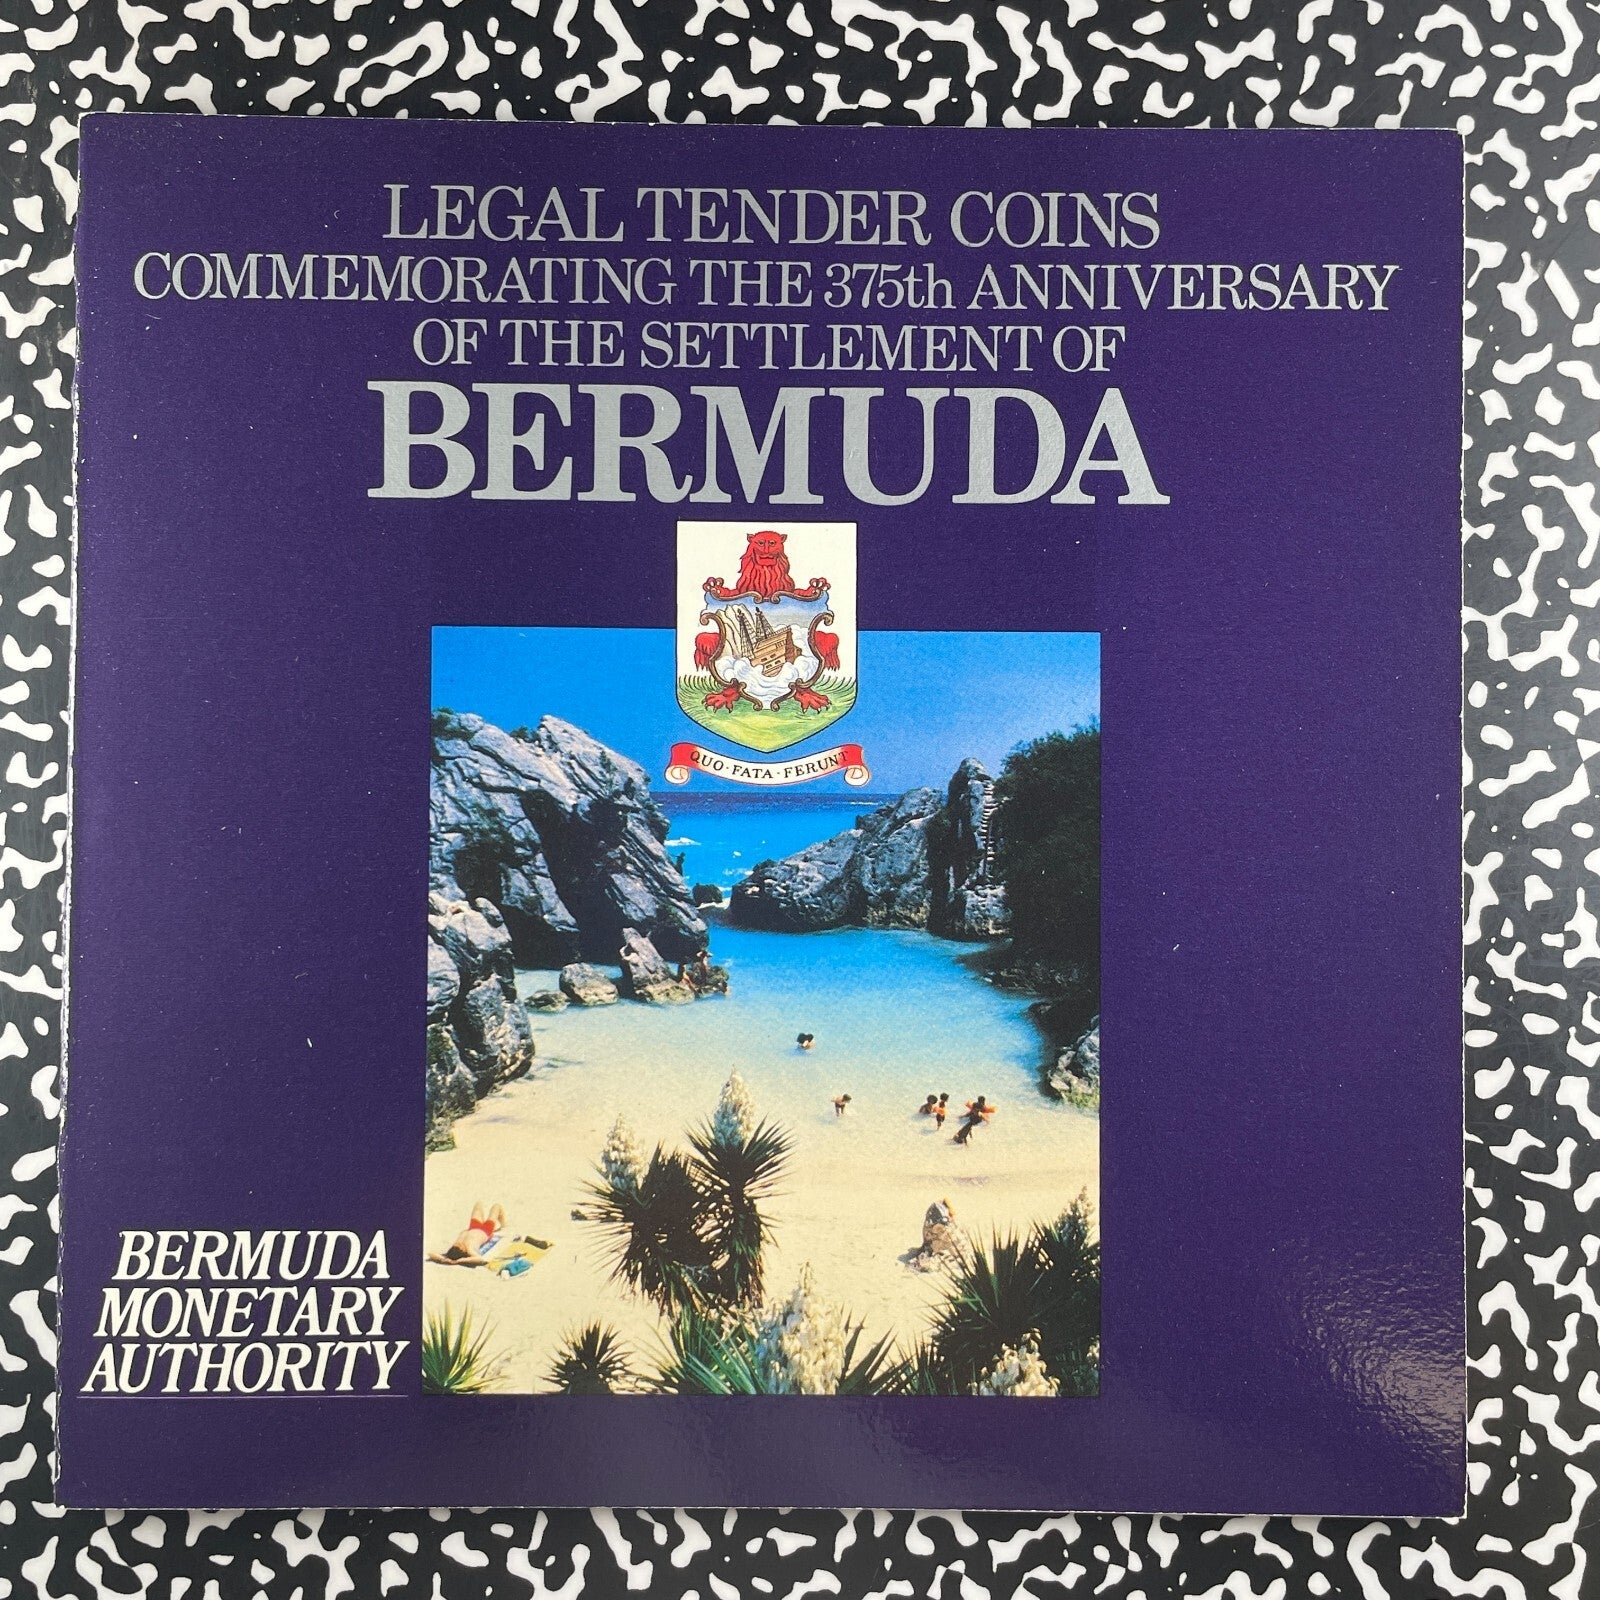 LEGAL TENDER COINS
COMMEMORATING THE 375th ANNIVERSARY
OF THE SETTLEMENT OF
BERMUDA
QUO·FATA·FERUNT
BERMUDA
MONETARY
AUTHORITY